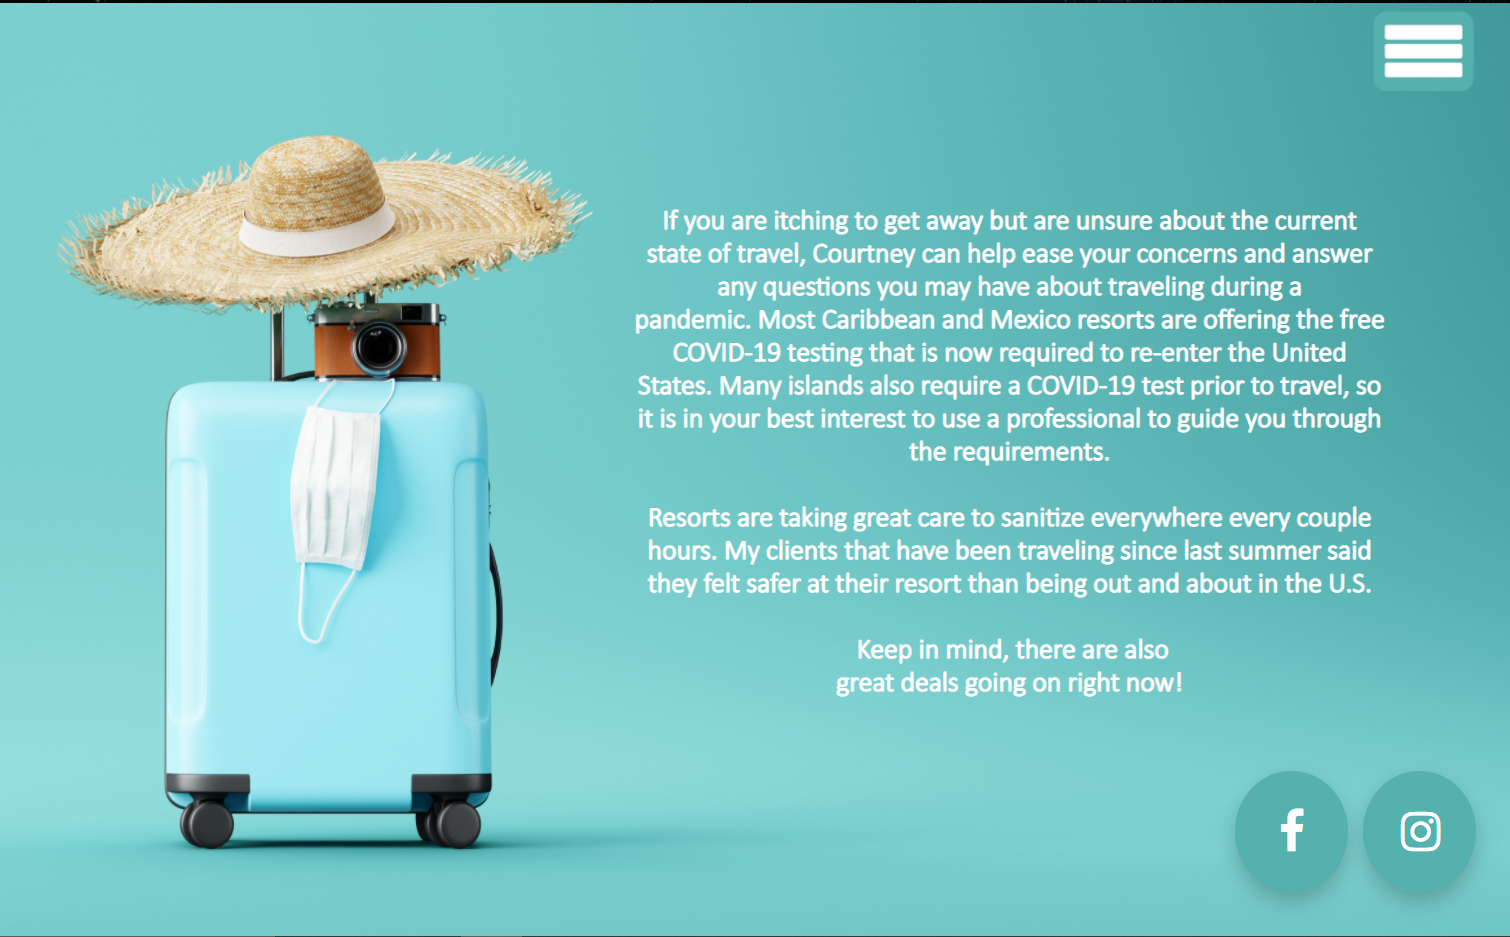 If you are itching to get away but are unsure about the current
state of travel, Courtney can help ease your concerns and answer
any questions you may have about traveling during a
pandemic. Most Caribbean and Mexico resorts are offering the free
COVID-19 testing that is now required to re-enter the United
States. Many islands also require a COVID-19 test prior to travel, so
it is in your best interest to use a professional to guide you through
the requirements.
Resorts are taking great care to sanitize everywhere every couple
hours. My clients that have been traveling since last summer said
they felt safer at their resort than being out and about in the U.S.
Keep in mind, there are also
great deals going on right now!